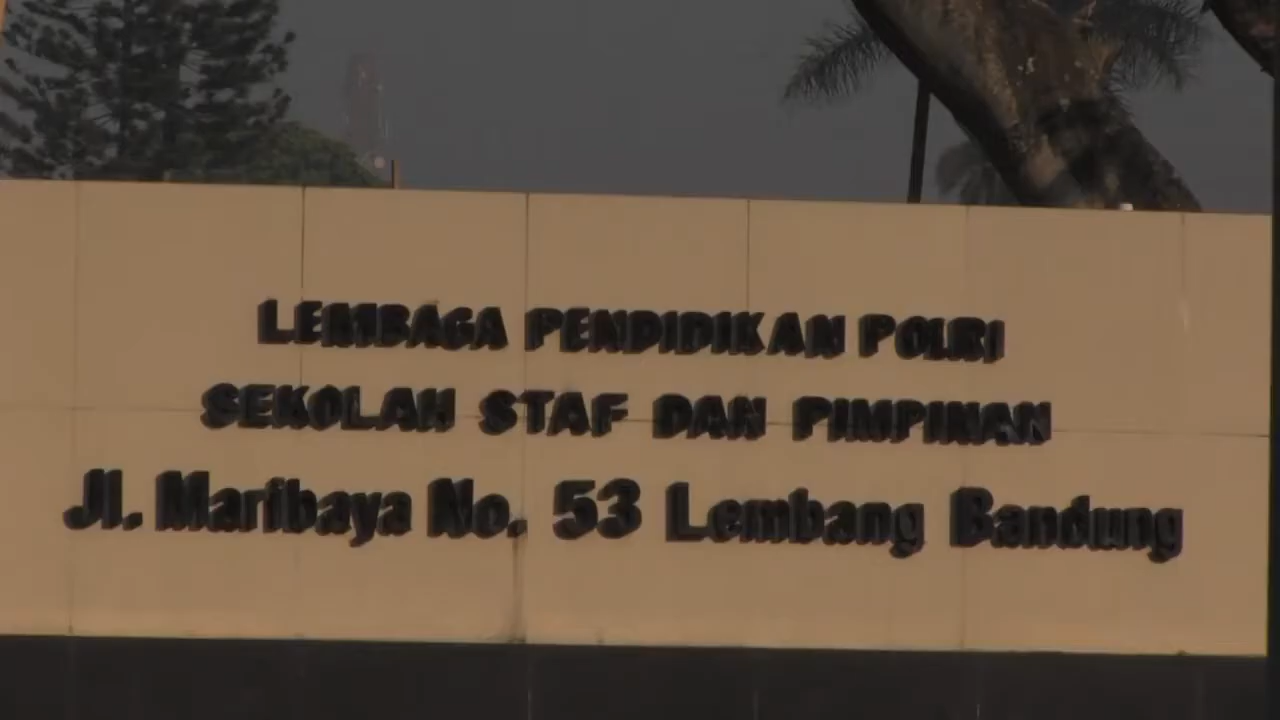 LEMBAGA PENDIDIKAN POLRI
SEKOLAH STAF DAN PIMPINAN
Jl. Maribaya No. 53 Lembang Bandung